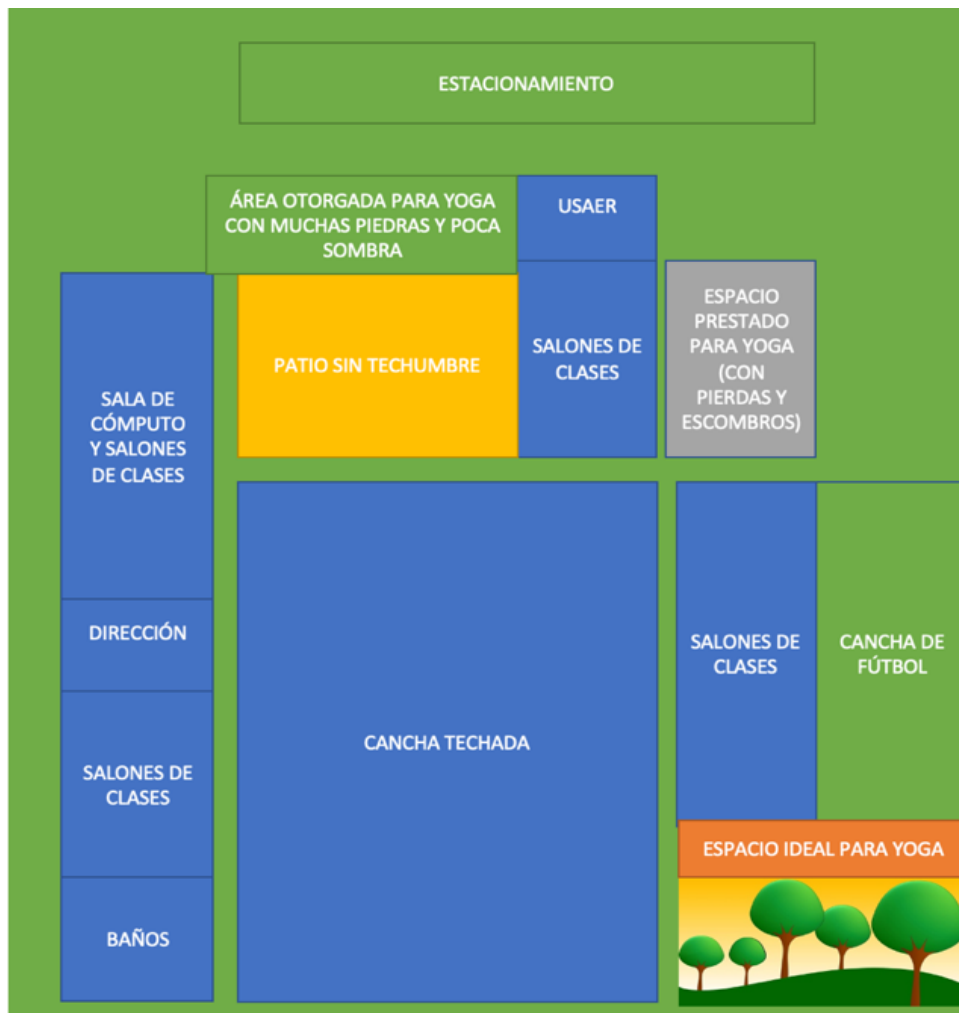 ESTACIONAMIENTO
ÁREA OTORGADA PARA YOGA
CON MUCHAS PIEDRAS Y POCA
SOMBRA
USAER
PATIO SIN TECHUMBRE
SALONES DE
CLASES
ESPACIO
PRESTADO
PARA YOGA
(CON
PIERDAS Y
ESCOMBROS)
SALA DE
CÓMPUTO
Y SALONES
DE CLASES
DIRECCIÓN
SALONES DE
CLASES
BAÑOS
CANCHA TECHADA
SALONES DE
CLASES
CANCHA DE
FÚTBOL
ESPACIO IDEAL PARA YOGA